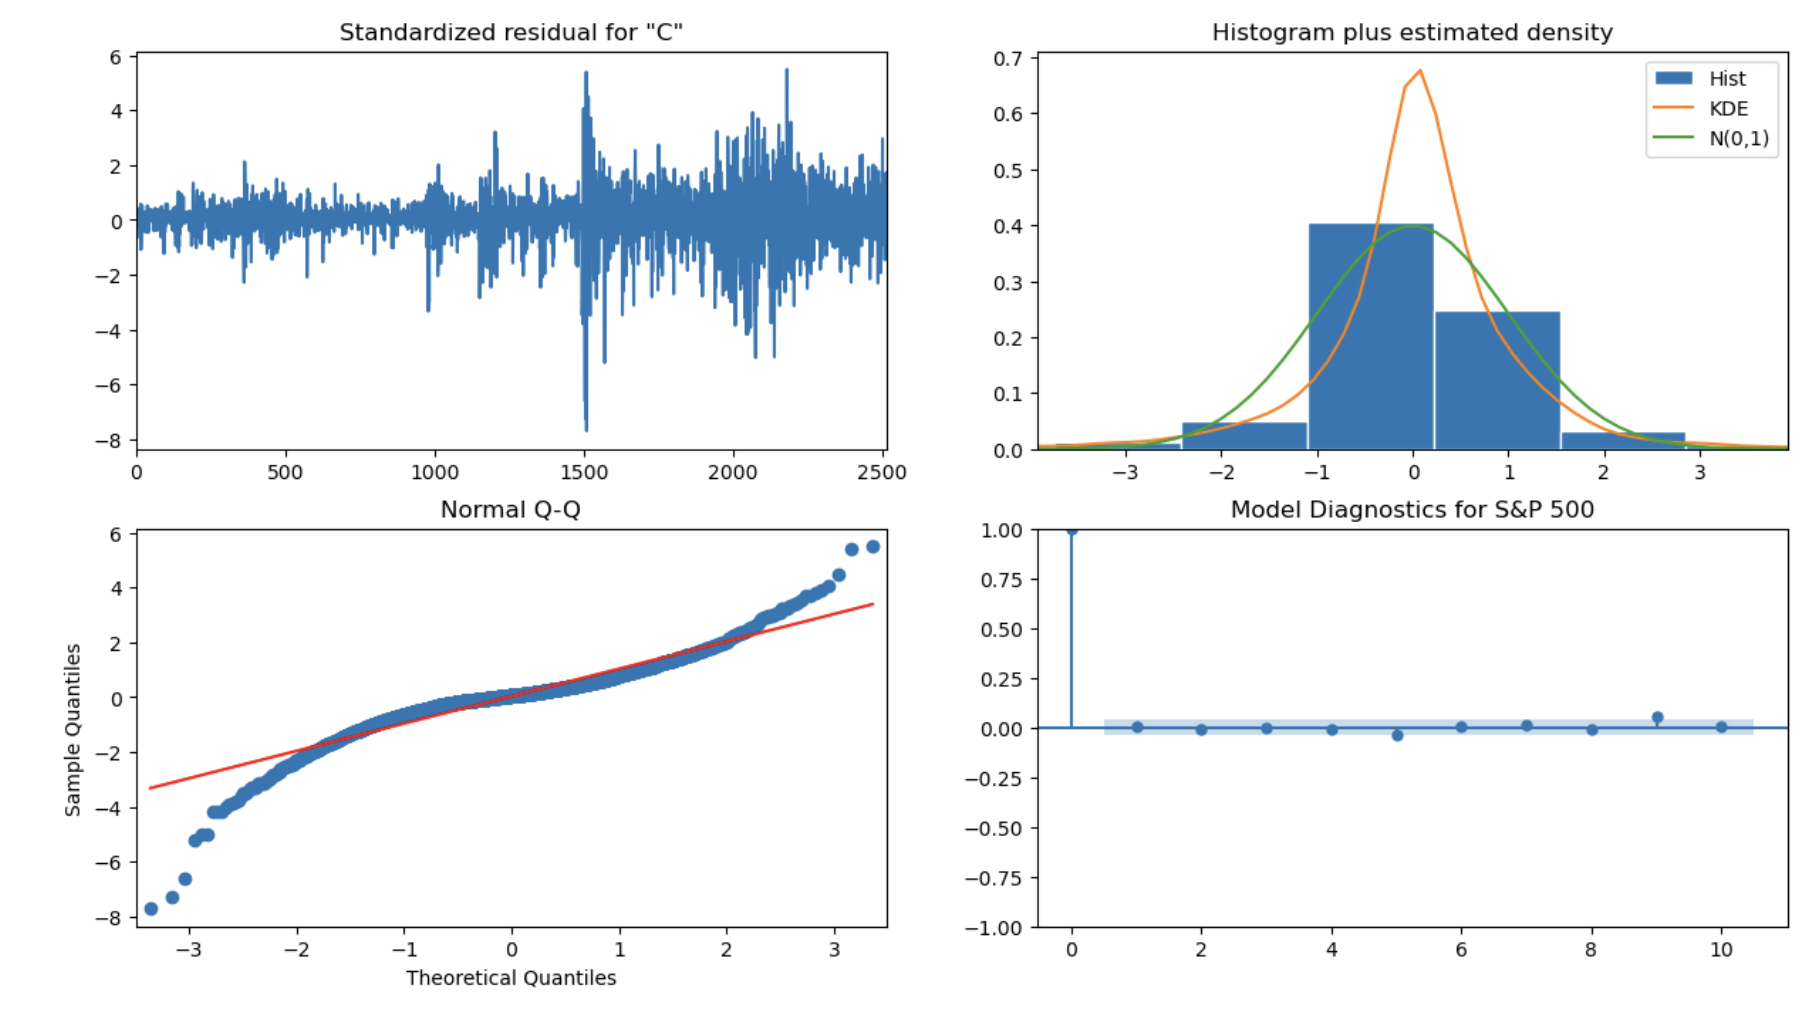 Standardized residual for "C"
6
4
2
0
−2
−4
−6
−8
0 500 1000 1500 2000 2500
Histogram plus estimated density
0.7
0.6
0.5
0.4
0.3
0.2
0.1
0.0
Hist
KDE
N(0,1)
−3 −2 −1 0 1 2 3
Normal Q-Q
Sample Quantiles
6
4
2
0
−2
−4
−6
−8
−3 −2 −1 0 1 2 3
Theoretical Quantiles
Model Diagnostics for S&P 500
1.00
0.75
0.50
0.25
0.00
−0.25
−0.50
−0.75
−1.00
0 2 4 6 8 10